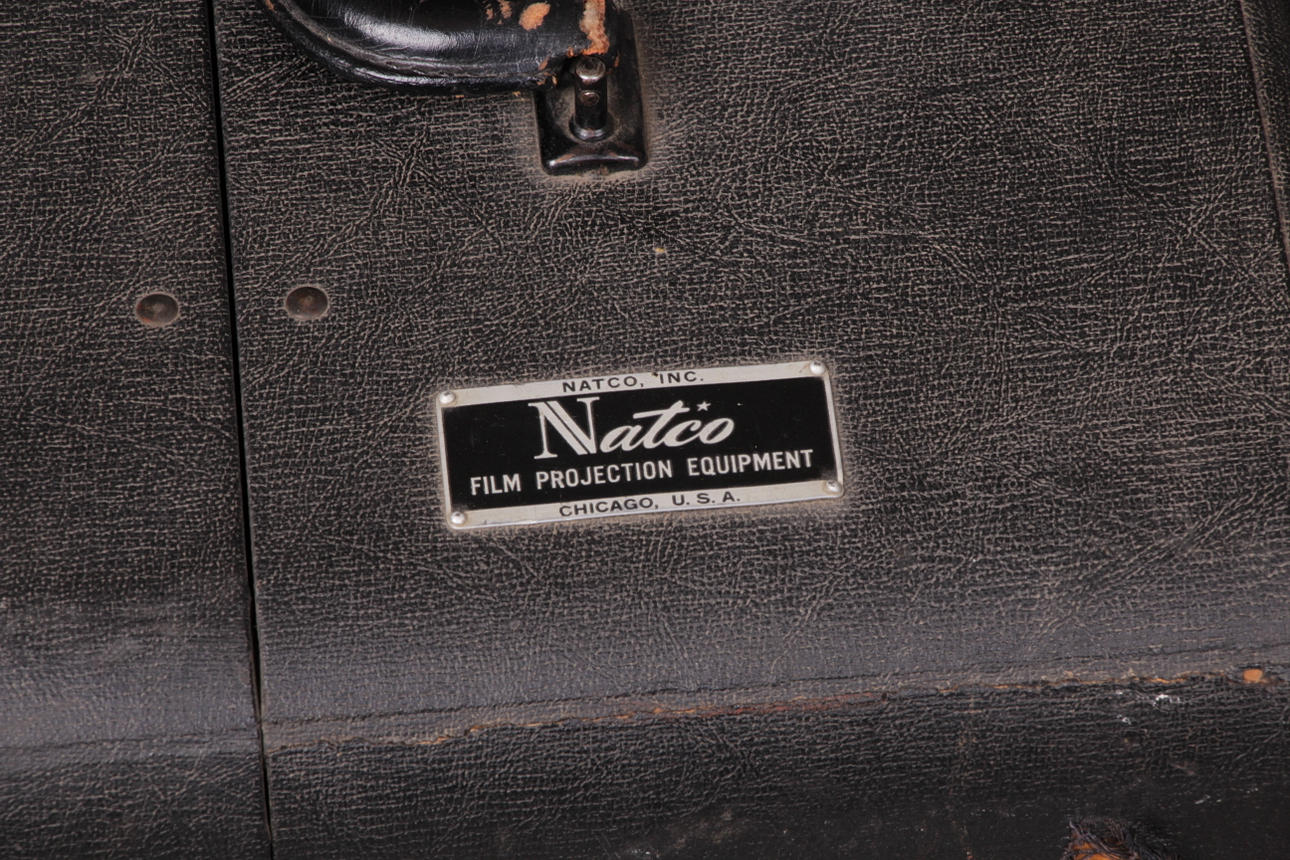 NATCO, INC.
Natco
FILM PROJECTION EQUIPMENT
CHICAGO, U. S. A.